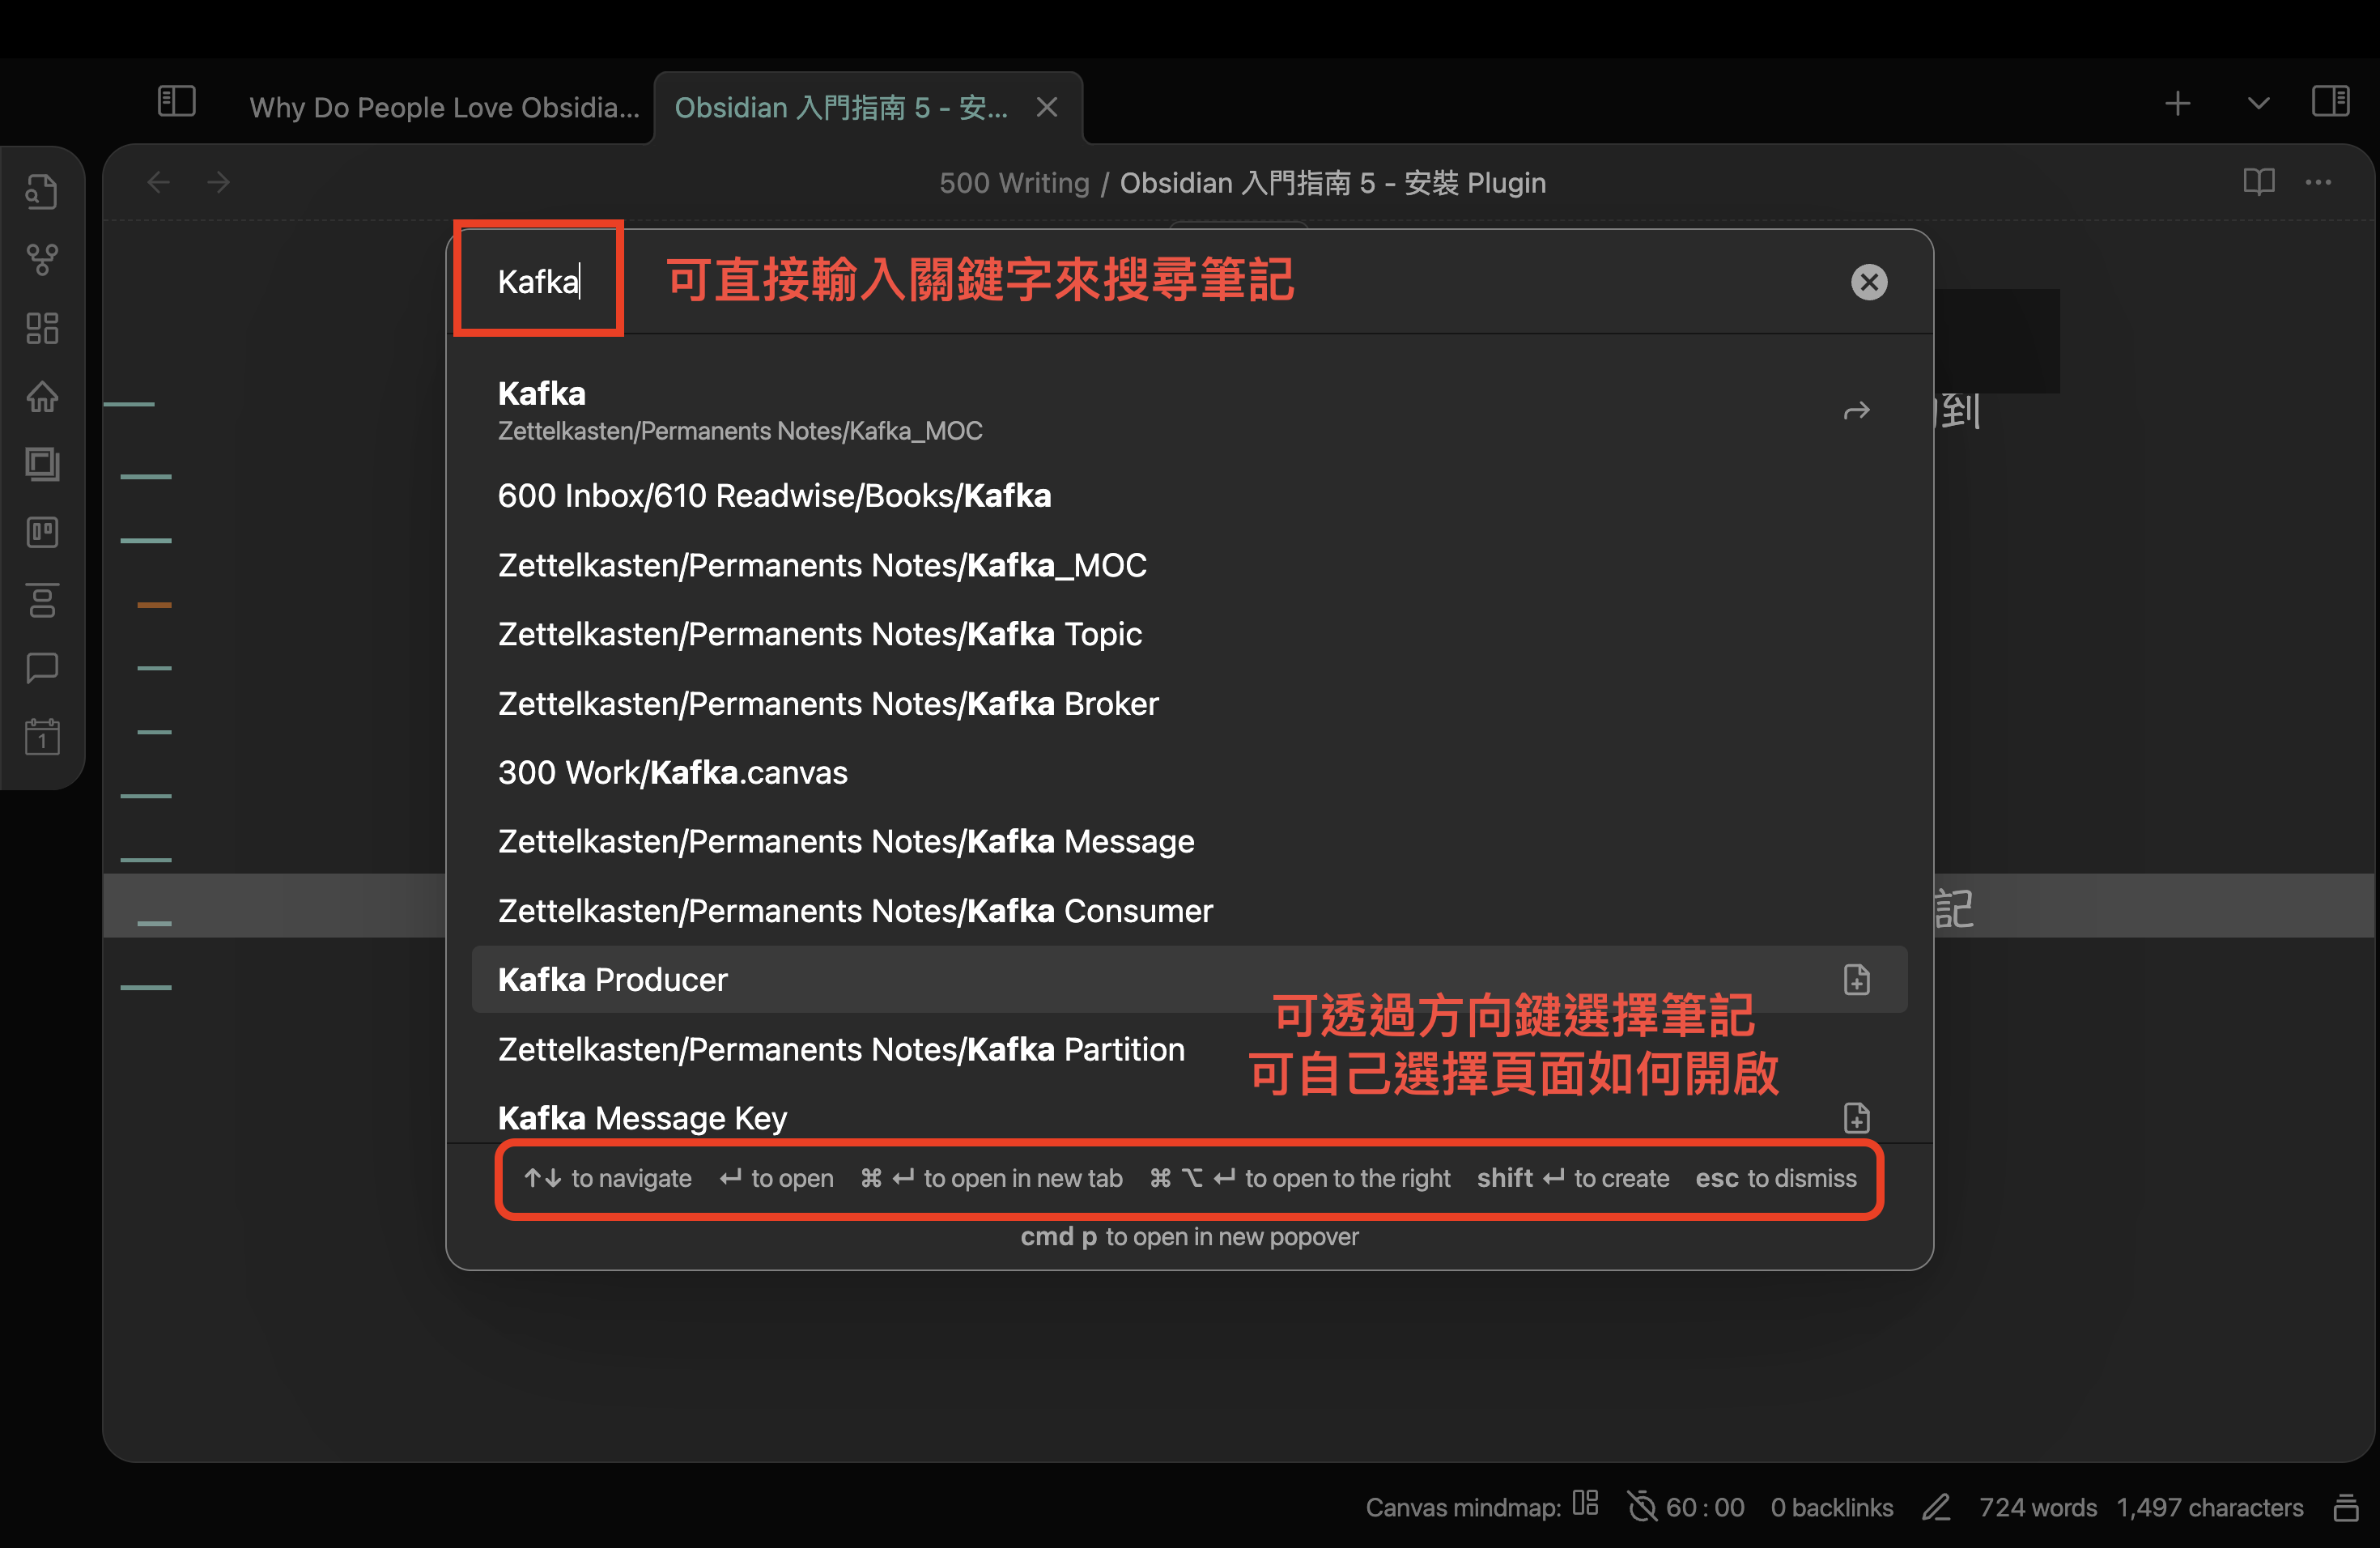 Why Do People Love Obsidia...
Obsidian 入門指南 5 - 安...
500 Writing / Obsidian 入門指南 5 - 安裝 Plugin
Kafka
可直接輸入關鍵字來搜尋筆記
Kafka
Zettelkasten/Permanents Notes/Kafka_MOC
到
600 Inbox/610 Readwise/Books/Kafka
Zettelkasten/Permanents Notes/Kafka_MOC
Zettelkasten/Permanents Notes/Kafka Topic
Zettelkasten/Permanents Notes/Kafka Broker
300 Work/Kafka.canvas
Zettelkasten/Permanents Notes/Kafka Message
Zettelkasten/Permanents Notes/Kafka Consumer
記
Kafka Producer
可透過方向鍵選擇筆記
Zettelkasten/Permanents Notes/Kafka Partition
可自己選擇頁面如何開啟
Kafka Message Key
↑↓ to navigate ↵ to open ⌘ ↵ to open in new tab ⌘ ⌥ ↵ to open to the right shift ↵ to create esc to dismiss
cmd p to open in new popover
1
Canvas mindmap: 60 : 00 0 backlinks 724 words 1,497 characters